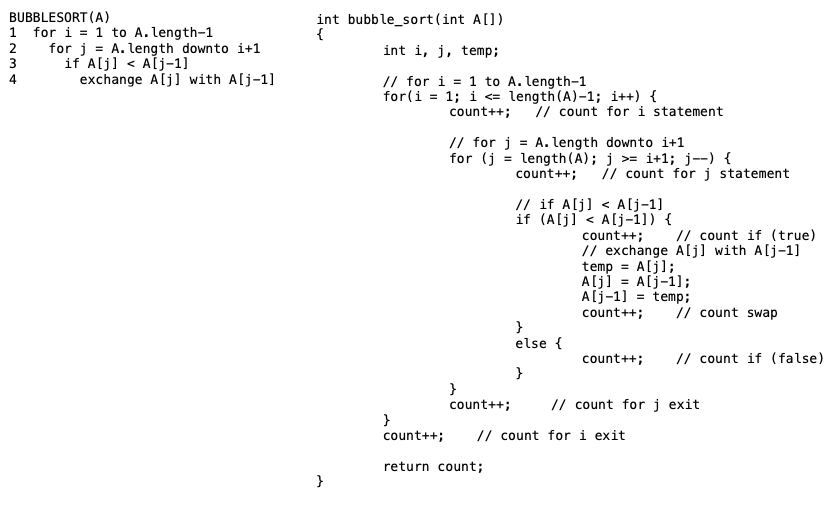 BUBBLESORT(A)
1  for i = 1 to A.length-1
2    for j = A.length downto i+1
3      if A[j] < A[j-1]
4        exchange A[j] with A[j-1]
int bubble_sort(int A[])
{
        int i, j, temp;

        // for i = 1 to A.length-1
        for(i = 1; i <= length(A)-1; i++) {
                count++;   // count for i statement

                // for j = A.length downto i+1
                for (j = length(A); j >= i+1; j--) {
                        count++;   // count for j statement

                        // if A[j] < A[j-1]
                        if (A[j] < A[j-1]) {
                                count++;    // count if (true)
                                // exchange A[j] with A[j-1]
                                temp = A[j];
                                A[j] = A[j-1];
                                A[j-1] = temp;
                                count++;    // count swap
                        }
                        else {
                                count++;    // count if (false)
                        }
                }
                count++;     // count for j exit
        }
        count++;    // count for i exit

        return count;
}